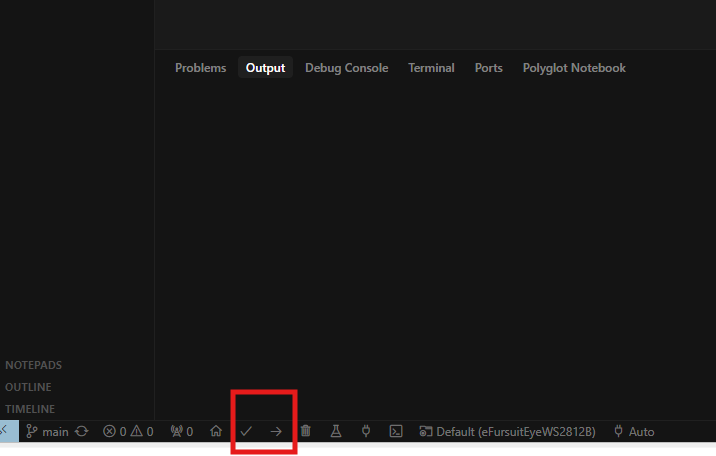 Problems Output Debug Console Terminal Ports Polyglot Notebook
NOTEPADS
OUTLINE
TIMELINE
main 0 0 0 Default (eFursuitEyeWS2812B) Auto